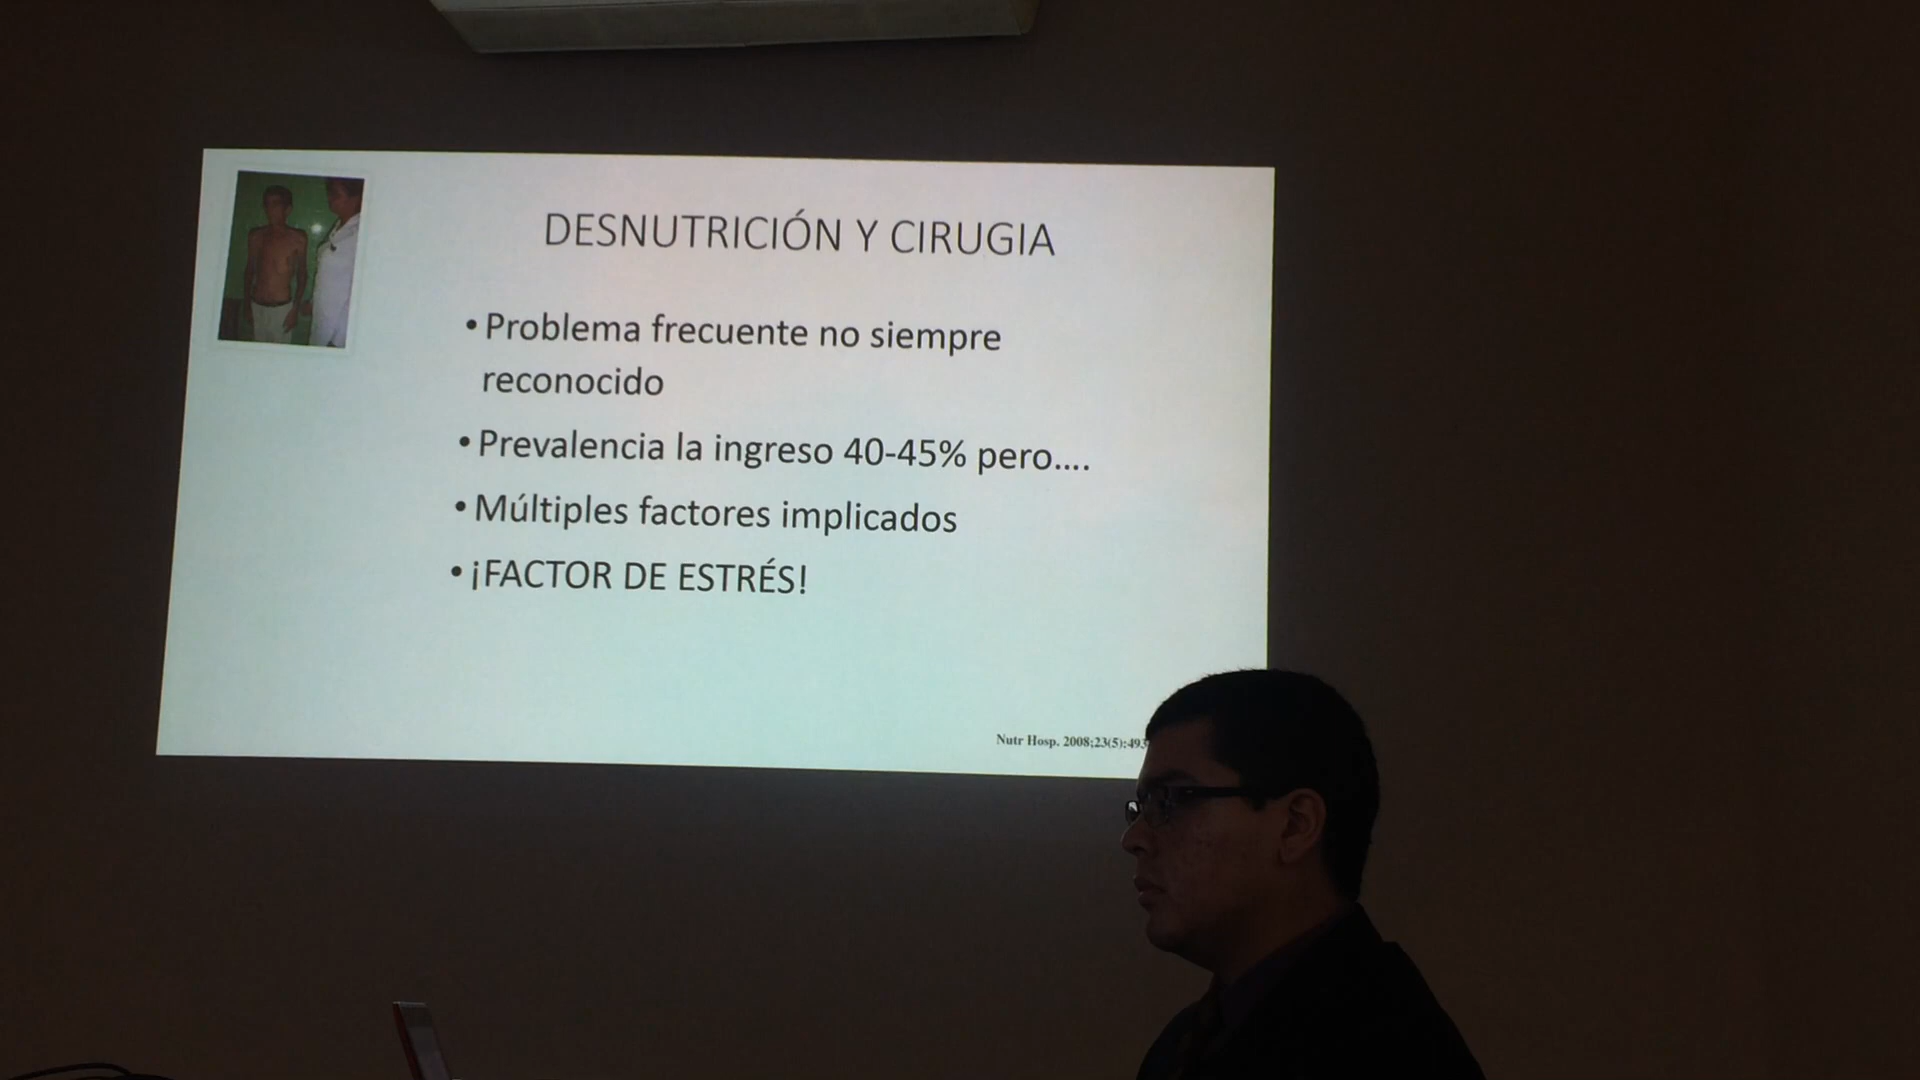 DESNUTRICIÓN Y CIRUGIA
• Problema frecuente no siempre
reconocido
• Prevalencia la ingreso 40-45% pero....
• Múltiples factores implicados
• ¡FACTOR DE ESTRÉS!
Nutr Hosp. 2008;23(5):493